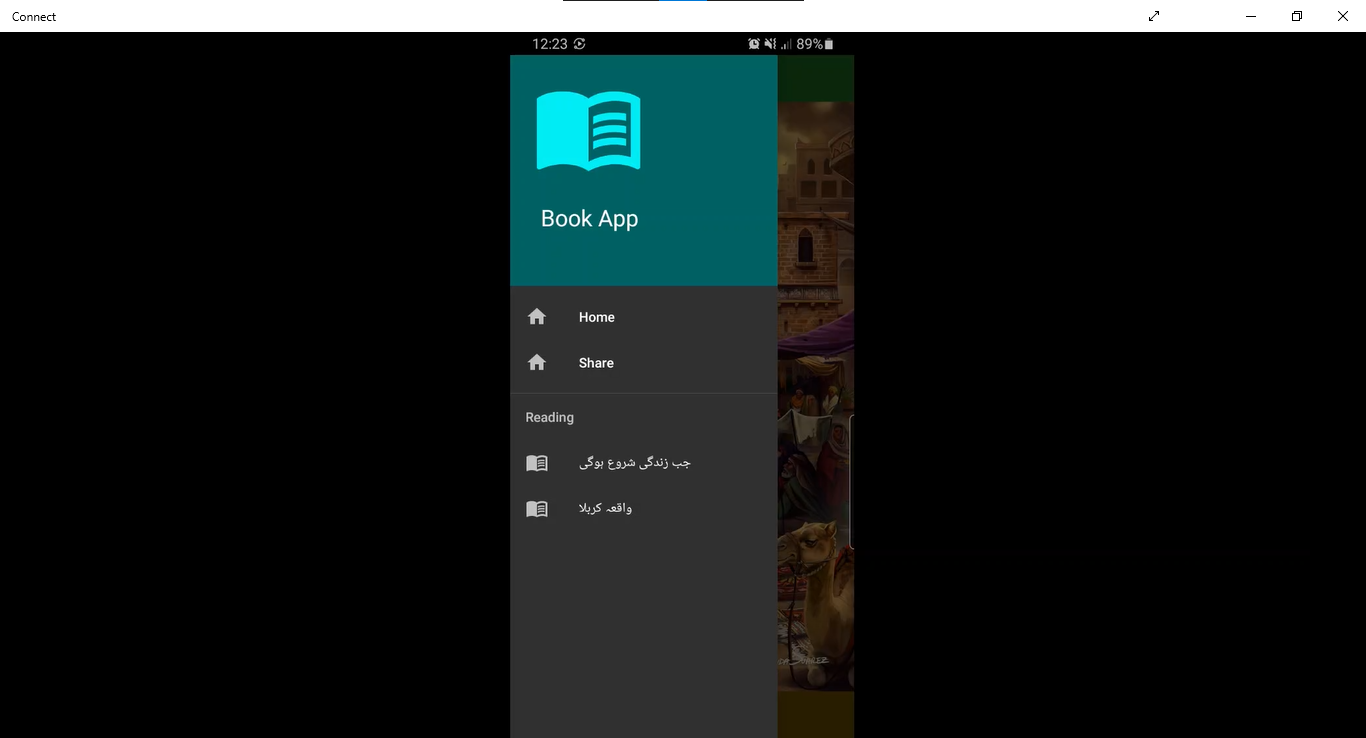 Connect
12:23
89%
Book App
Home
Share
Reading
جب زندگی شروع ہوگی
واقعہ کربلا